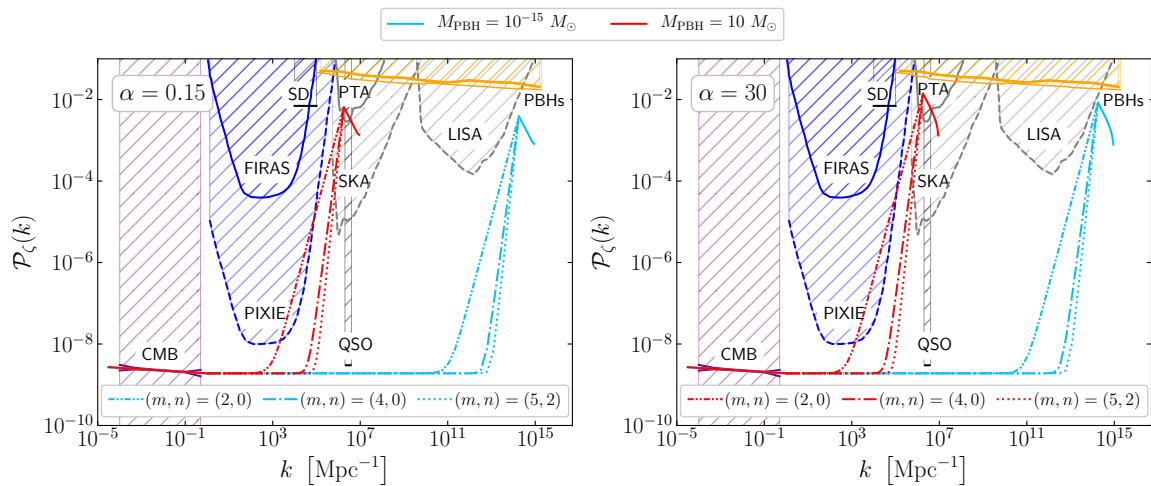 M_PBH = 10^−15 M_⊙ M_PBH = 10 M_⊙
α = 0.15
SD
PTA
PBHs
LISA
FIRAS
SKA
PIXIE
QSO
CMB
(m, n) = (2, 0) (m, n) = (4, 0) (m, n) = (5, 2)
10^−2
10^−4
10^−6
10^−8
10^−10
P_ζ(k)
10^−5 10^−1 10^3 10^7 10^11 10^15
k [Mpc^−1]
α = 30
SD
PTA
PBHs
LISA
FIRAS
SKA
PIXIE
QSO
CMB
(m, n) = (2, 0) (m, n) = (4, 0) (m, n) = (5, 2)
10^−2
10^−4
10^−6
10^−8
10^−10
P_ζ(k)
10^−5 10^−1 10^3 10^7 10^11 10^15
k [Mpc^−1]